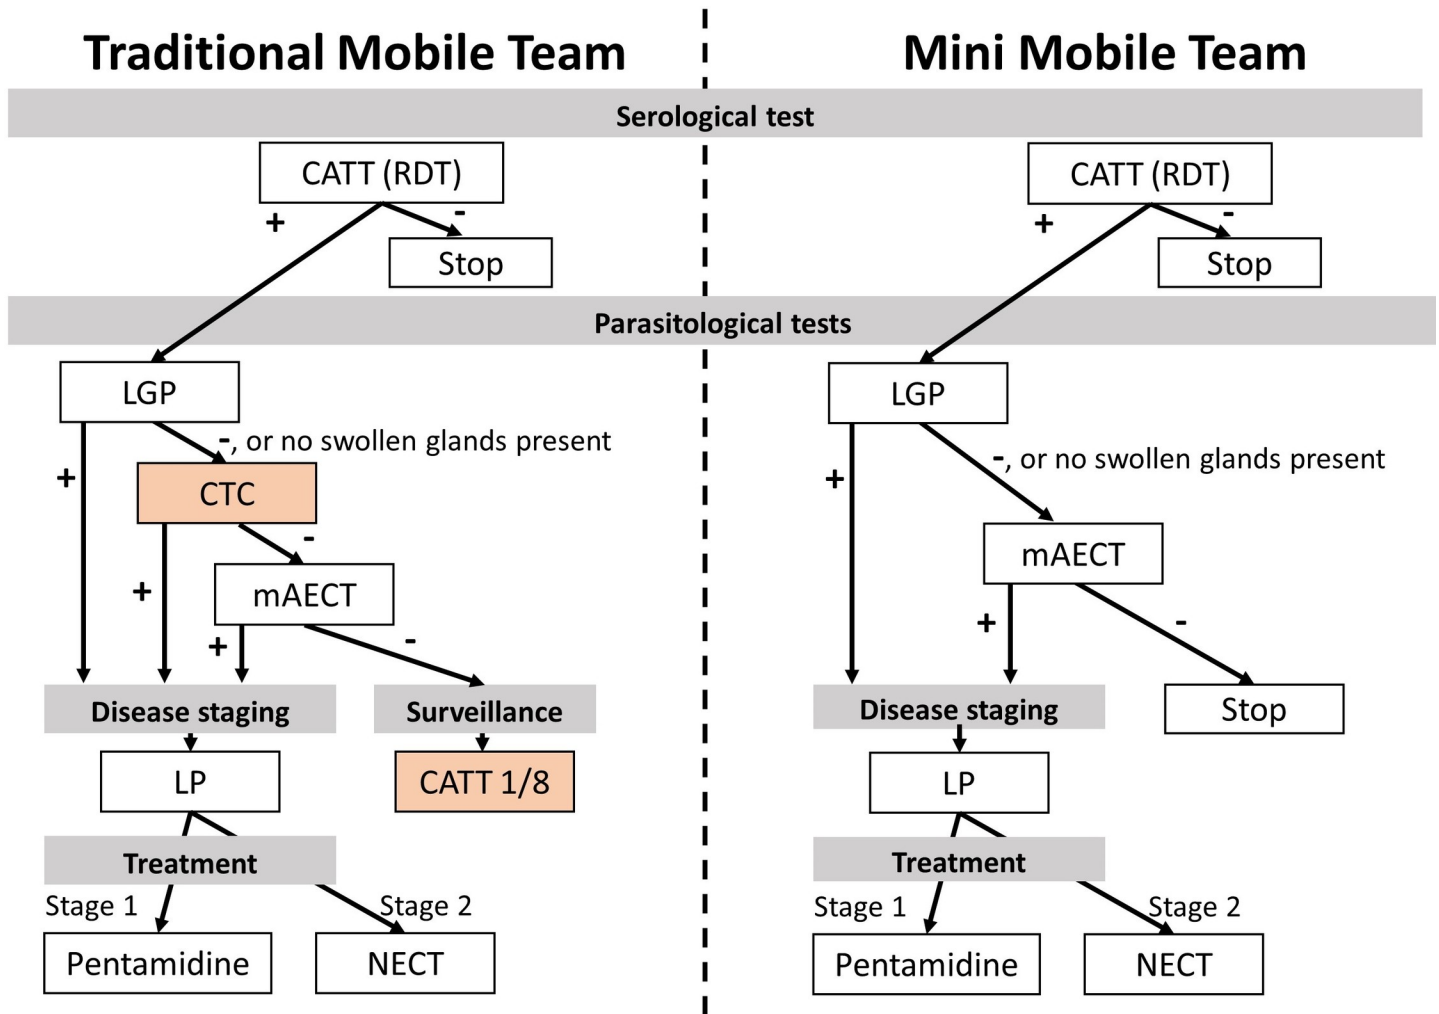 Traditional Mobile Team
Mini Mobile Team
Serological test
CATT (RDT)
+
-
Stop
CATT (RDT)
+
-
Stop
Parasitological tests
LGP
-, or no swollen glands present
+
CTC
-
+
mAECT
+
-
Disease staging
Surveillance
LP
CATT 1/8
Treatment
Stage 1
Stage 2
Pentamidine
NECT
LGP
-, or no swollen glands present
+
mAECT
+
-
Disease staging
Stop
LP
Treatment
Stage 1
Stage 2
Pentamidine
NECT